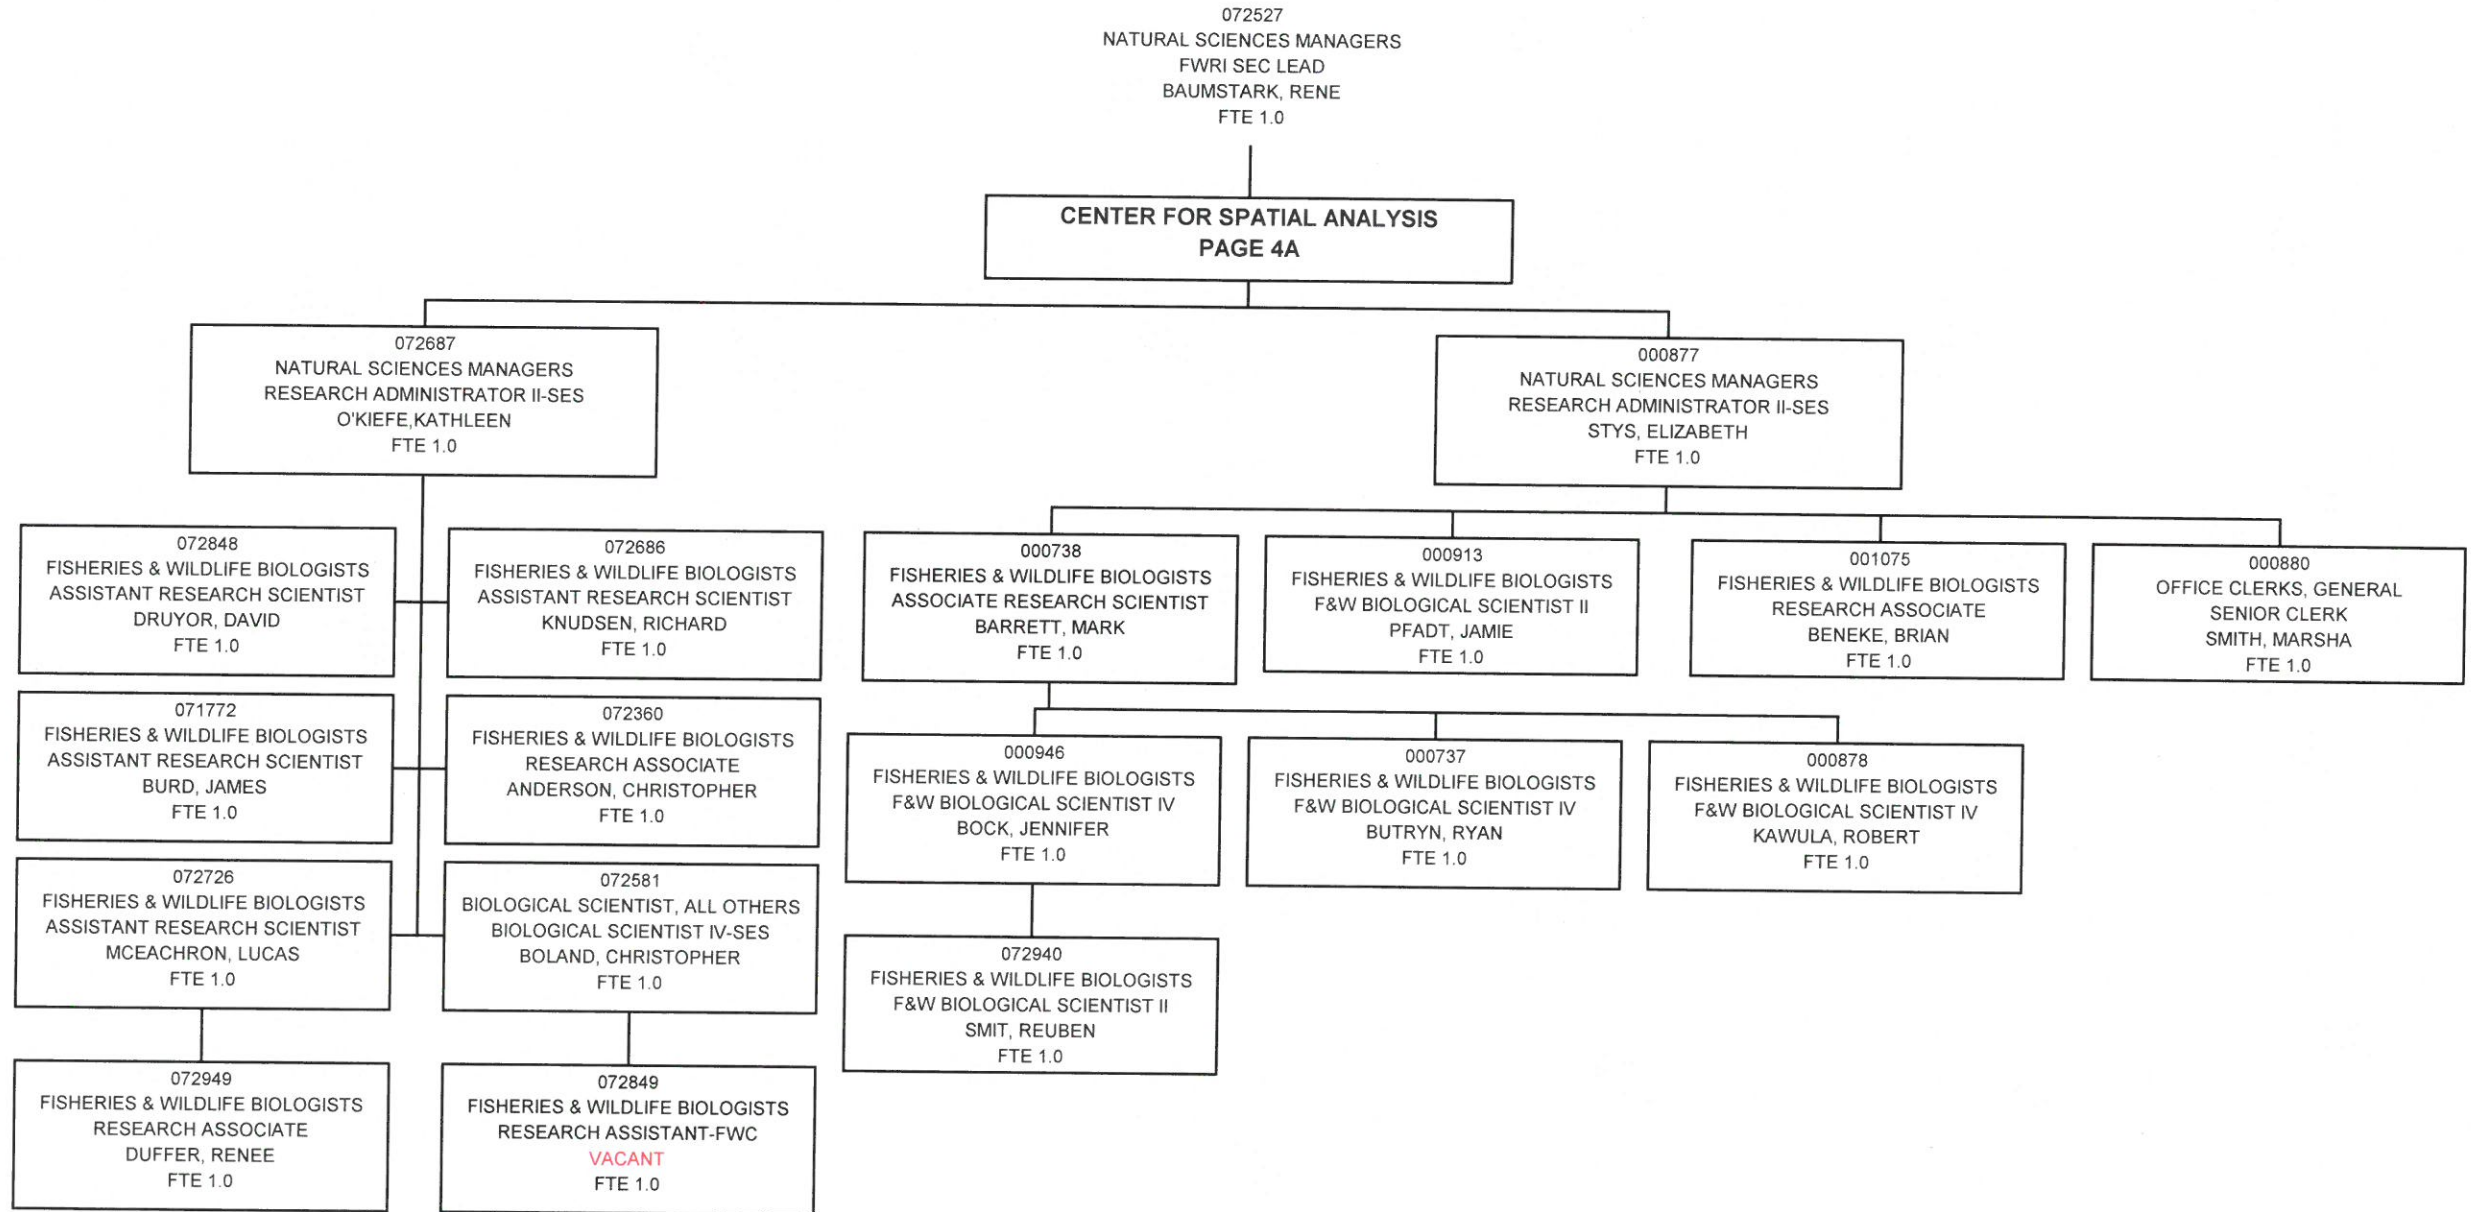 072527
NATURAL SCIENCES MANAGERS
FWRI SEC LEAD
BAUMSTARK, RENE
FTE 1.0
CENTER FOR SPATIAL ANALYSIS
PAGE 4A
072687
NATURAL SCIENCES MANAGERS
RESEARCH ADMINISTRATOR II-SES
O'KIEFE,KATHLEEN
FTE 1.0
000877
NATURAL SCIENCES MANAGERS
RESEARCH ADMINISTRATOR II-SES
STYS, ELIZABETH
FTE 1.0
072848
FISHERIES & WILDLIFE BIOLOGISTS
ASSISTANT RESEARCH SCIENTIST
DRUYOR, DAVID
FTE 1.0
072686
FISHERIES & WILDLIFE BIOLOGISTS
ASSISTANT RESEARCH SCIENTIST
KNUDSEN, RICHARD
FTE 1.0
000738
FISHERIES & WILDLIFE BIOLOGISTS
ASSOCIATE RESEARCH SCIENTIST
BARRETT, MARK
FTE 1.0
000913
FISHERIES & WILDLIFE BIOLOGISTS
F&W BIOLOGICAL SCIENTIST II
PFADT, JAMIE
FTE 1.0
001075
FISHERIES & WILDLIFE BIOLOGISTS
RESEARCH ASSOCIATE
BENEKE, BRIAN
FTE 1.0
000880
OFFICE CLERKS, GENERAL
SENIOR CLERK
SMITH, MARSHA
FTE 1.0
071772
FISHERIES & WILDLIFE BIOLOGISTS
ASSISTANT RESEARCH SCIENTIST
BURD, JAMES
FTE 1.0
072360
FISHERIES & WILDLIFE BIOLOGISTS
RESEARCH ASSOCIATE
ANDERSON, CHRISTOPHER
FTE 1.0
000946
FISHERIES & WILDLIFE BIOLOGISTS
F&W BIOLOGICAL SCIENTIST IV
BOCK, JENNIFER
FTE 1.0
000737
FISHERIES & WILDLIFE BIOLOGISTS
F&W BIOLOGICAL SCIENTIST IV
BUTRYN, RYAN
FTE 1.0
000878
FISHERIES & WILDLIFE BIOLOGISTS
F&W BIOLOGICAL SCIENTIST IV
KAWULA, ROBERT
FTE 1.0
072726
FISHERIES & WILDLIFE BIOLOGISTS
ASSISTANT RESEARCH SCIENTIST
MCEACHRON, LUCAS
FTE 1.0
072581
BIOLOGICAL SCIENTIST, ALL OTHERS
BIOLOGICAL SCIENTIST IV-SES
BOLAND, CHRISTOPHER
FTE 1.0
072940
FISHERIES & WILDLIFE BIOLOGISTS
F&W BIOLOGICAL SCIENTIST II
SMIT, REUBEN
FTE 1.0
072949
FISHERIES & WILDLIFE BIOLOGISTS
RESEARCH ASSOCIATE
DUFFER, RENEE
FTE 1.0
072849
FISHERIES & WILDLIFE BIOLOGISTS
RESEARCH ASSISTANT-FWC
VACANT
FTE 1.0